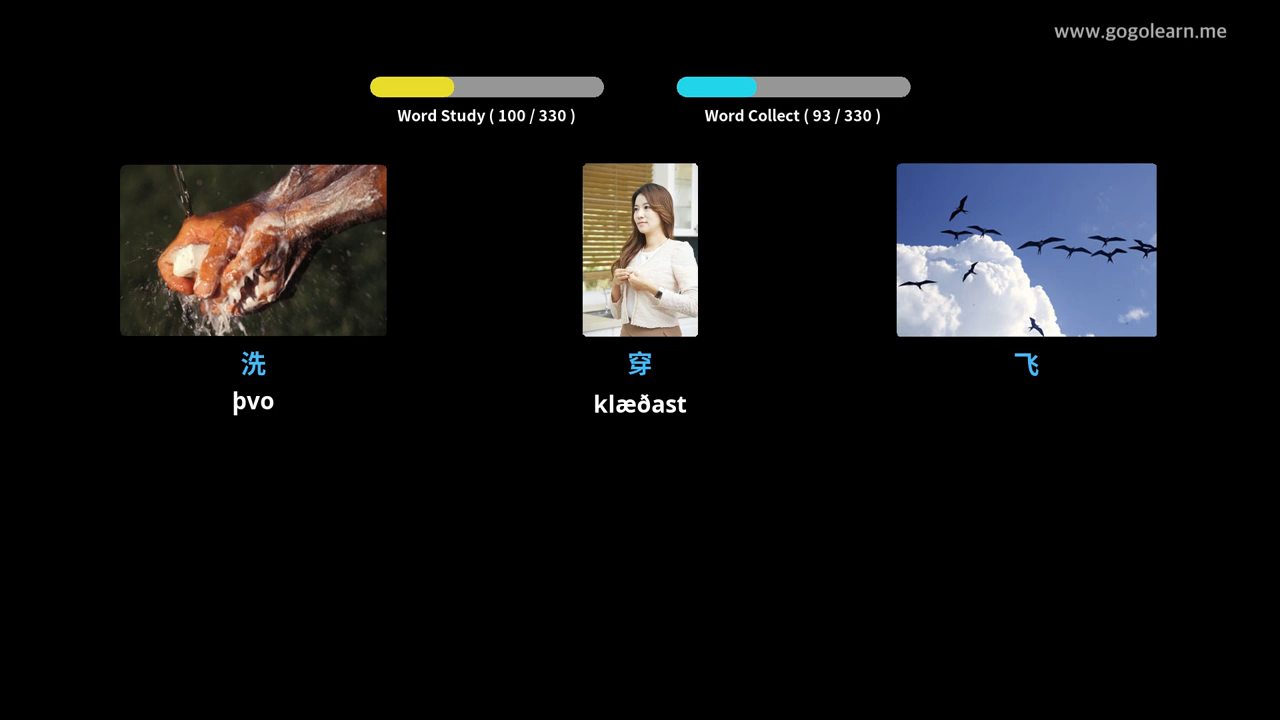 www.gogolearn.me
Word Study ( 100 / 330 )
Word Collect ( 93 / 330 )
洗
穿
飞
þvo
klæðast